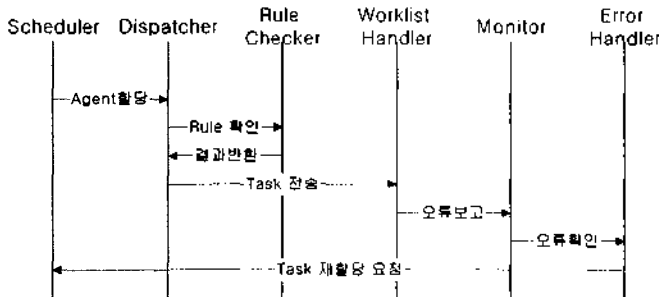 Scheduler Dispatcher Rule Checker Worklist Handler Monitor Error Handler
Agent할당
Rule 확인
결과반환
Task 전송
오류보고
오류확인
Task 재할당 요청